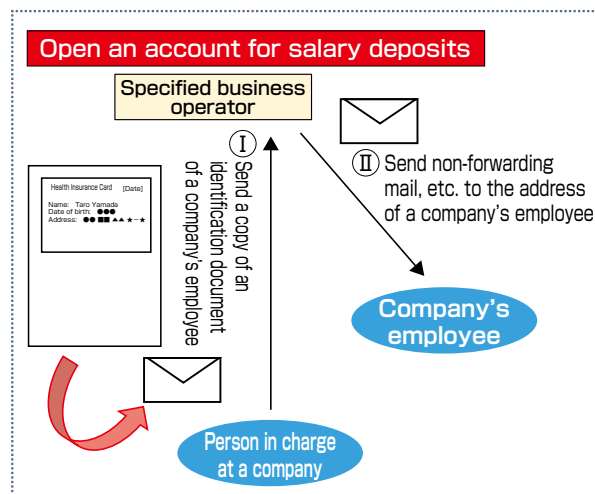 Open an account for salary deposits
Specified business
operator
Ⅰ
Send a copy of an
identification document
of a company's employee
Ⅱ
Send non-forwarding
mail, etc. to the address
of a company's employee
Health Insurance Card [Date]
Name: Taro Yamada
Date of birth: ●●●
Address: ●● ■■ ▲▲ ★−★
Company's
employee
Person in charge
at a company